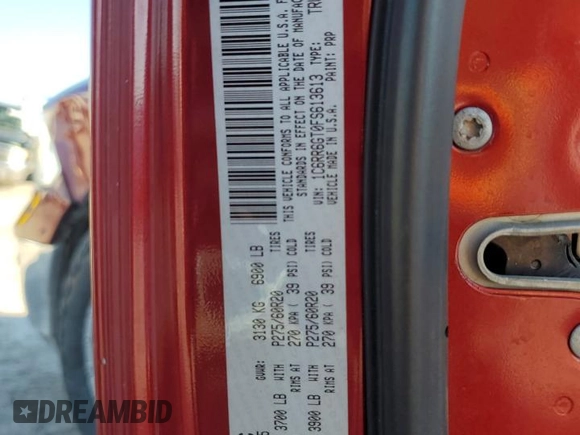 GVWR: 3130 KG 6900 LB
3700 LB WITH P275/60R20 TIRES
RIMS AT 270 KPA ( 39 PSI) COLD
3900 LB WITH P275/60R20 TIRES
RIMS AT 270 KPA ( 39 PSI) COLD
THIS VEHICLE CONFORMS TO ALL APPLICABLE U.S.A.
STANDARDS IN EFFECT ON THE DATE OF
VIN: 1C6RR6GT0FS613613 TYPE:
VEHICLE MADE IN U.S.A. PAINT: PRP
DREAMBID